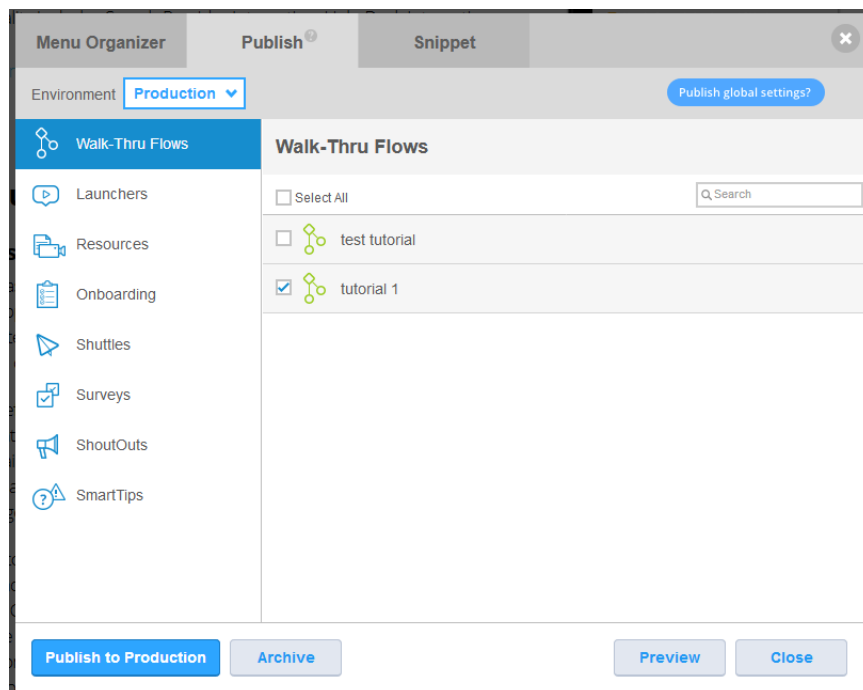 Menu Organizer
Publish
Snippet
Environment
Production
Publish global settings?
Walk-Thru Flows
Launchers
Resources
Onboarding
Shuttles
Surveys
ShoutOuts
SmartTips
Walk-Thru Flows
Select All
Search
test tutorial
tutorial 1
Publish to Production
Archive
Preview
Close